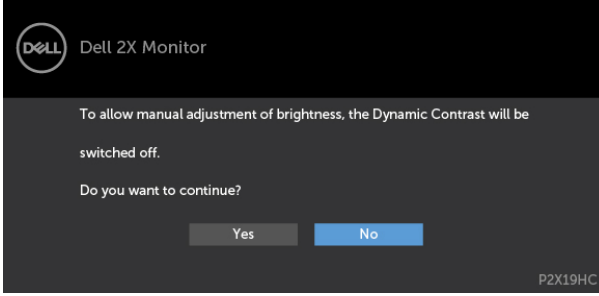 DELL
Dell 2X Monitor
To allow manual adjustment of brightness, the Dynamic Contrast will be
switched off.
Do you want to continue?
Yes No
P2X19HC